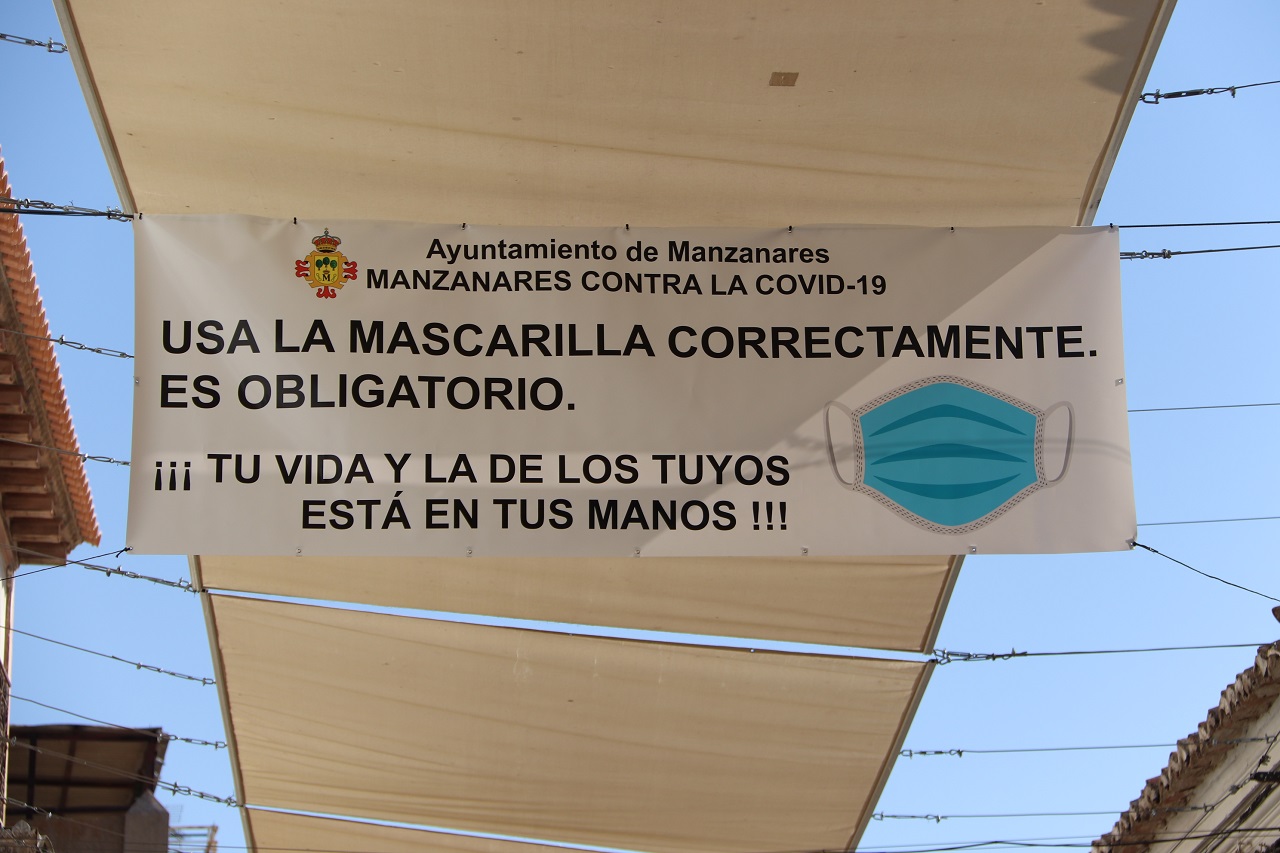 Ayuntamiento de Manzanares
MANZANARES CONTRA LA COVID-19
M
USA LA MASCARILLA CORRECTAMENTE.
ES OBLIGATORIO.
¡¡¡ TU VIDA Y LA DE LOS TUYOS
ESTÁ EN TUS MANOS !!!